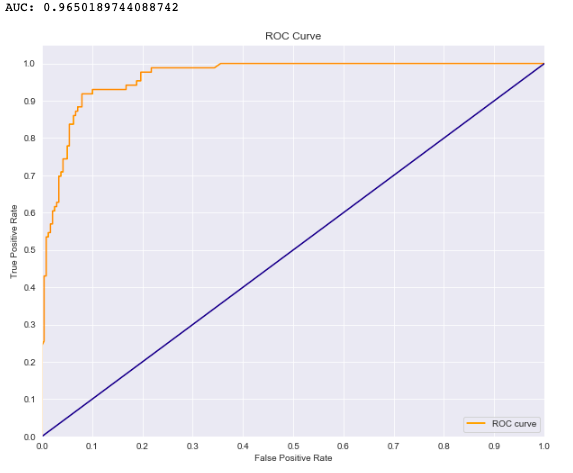 AUC: 0.9650189744088742
ROC Curve
1.0
0.9
0.8
0.7
0.6
0.5
0.4
0.3
0.2
0.1
0.0
True Positive Rate
ROC curve
0.0 0.1 0.2 0.3 0.4 0.5 0.6 0.7 0.8 0.9 1.0
False Positive Rate